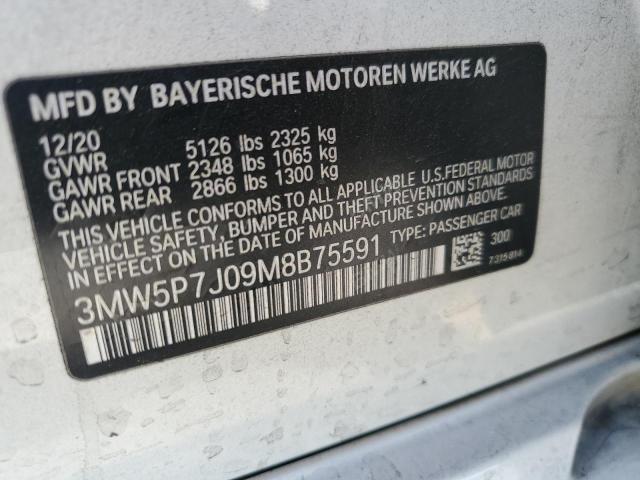 MFD BY BAYERISCHE MOTOREN WERKE AG
12/20
GVWR 5126 lbs 2325 kg
GAWR FRONT 2348 lbs 1065 kg
GAWR REAR 2866 lbs 1300 kg
THIS VEHICLE CONFORMS TO ALL APPLICABLE U.S.FEDERAL MOTOR
VEHICLE SAFETY, BUMPER AND THEFT PREVENTION STANDARDS
IN EFFECT ON THE DATE OF MANUFACTURE SHOWN ABOVE.
3MW5P7J09M8B75591 TYPE: PASSENGER CAR
300
7315814